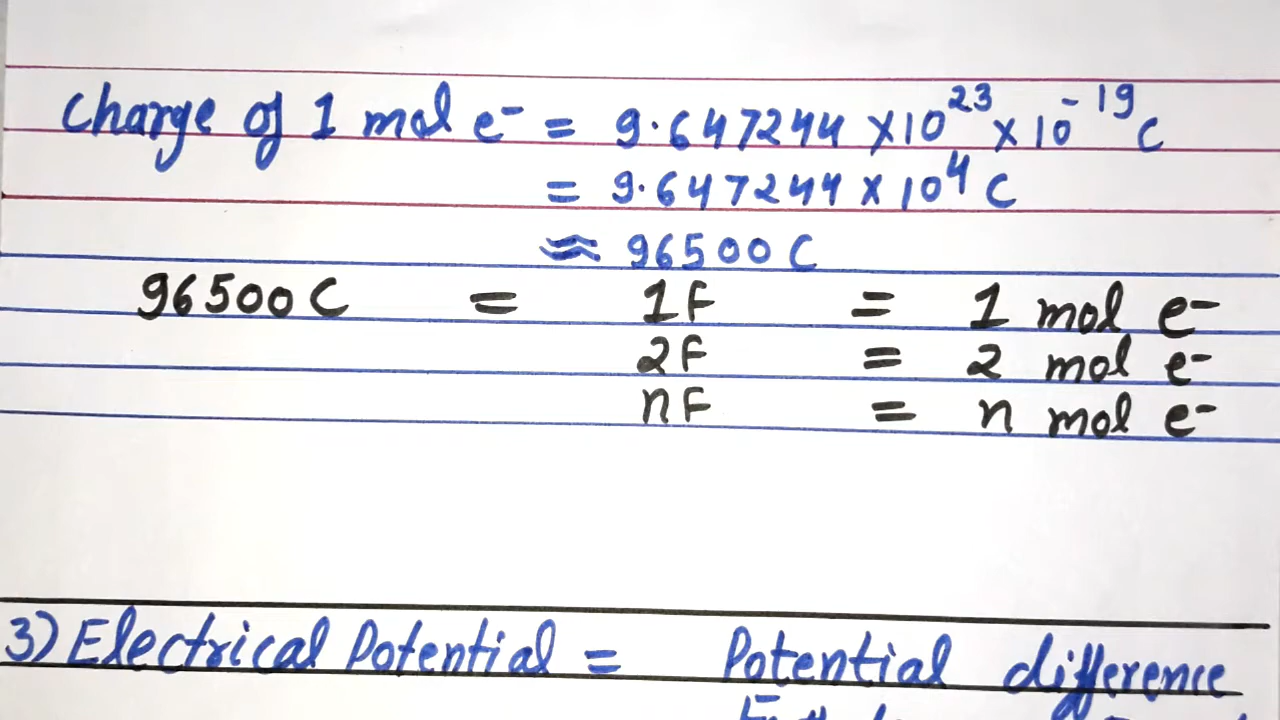 Charge of 1 mol e⁻ = 9.647244 ×10²³ × 10⁻¹⁹ C
= 9.647244 × 10⁴ C
≈ 96500 C
96500 C = 1F = 1 mol e⁻
2F = 2 mol e⁻
nF = n mol e⁻
3) Electrical Potential = Potential difference